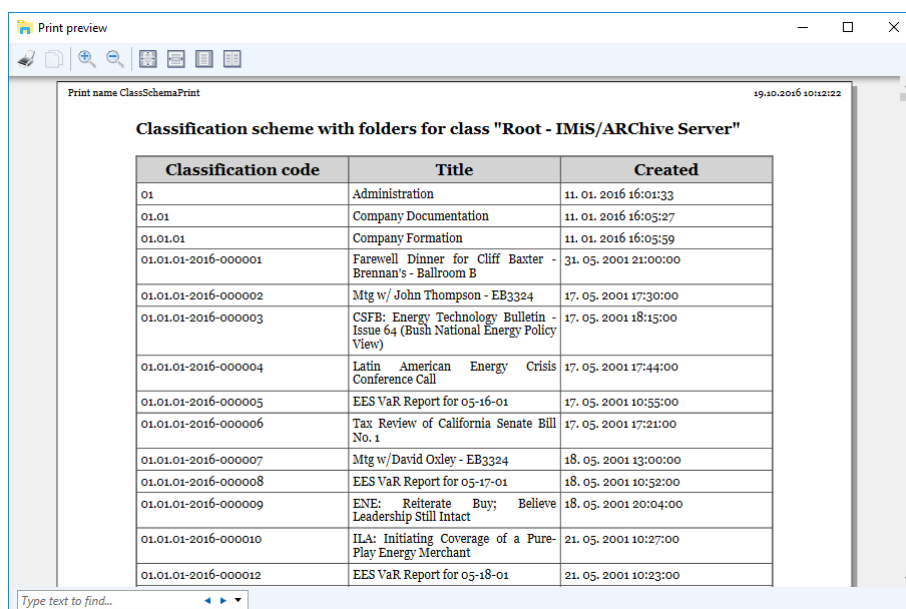 Print preview
Print name ClassSchemaPrint 19.10.2016 10:12:22
Classification scheme with folders for class "Root - IMiS/ARChive Server"
Classification code Title Created
01 Administration 11. 01. 2016 16:01:33
01.01 Company Documentation 11. 01. 2016 16:05:27
01.01.01 Company Formation 11. 01. 2016 16:05:59
01.01.01-2016-000001 Farewell Dinner for Cliff Baxter - 31. 05. 2001 21:00:00
Brennan's - Ballroom B
01.01.01-2016-000002 Mtg w/ John Thompson - EB3324 17. 05. 2001 17:30:00
01.01.01-2016-000003 CSFB: Energy Technology Bulletin - 17. 05. 2001 18:15:00
Issue 64 (Bush National Energy Policy
View)
01.01.01-2016-000004 Latin American Energy Crisis 17. 05. 2001 17:44:00
Conference Call
01.01.01-2016-000005 EES VaR Report for 05-16-01 17. 05. 2001 10:55:00
01.01.01-2016-000006 Tax Review of California Senate Bill 17. 05. 2001 17:21:00
No. 1
01.01.01-2016-000007 Mtg w/David Oxley - EB3324 18. 05. 2001 13:00:00
01.01.01-2016-000008 EES VaR Report for 05-17-01 18. 05. 2001 10:52:00
01.01.01-2016-000009 ENE: Reiterate Buy; Believe 18. 05. 2001 20:04:00
Leadership Still Intact
01.01.01-2016-000010 ILA: Initiating Coverage of a Pure- 21. 05. 2001 10:27:00
Play Energy Merchant
01.01.01-2016-000012 EES VaR Report for 05-18-01 21. 05. 2001 10:23:00
Type text to find...